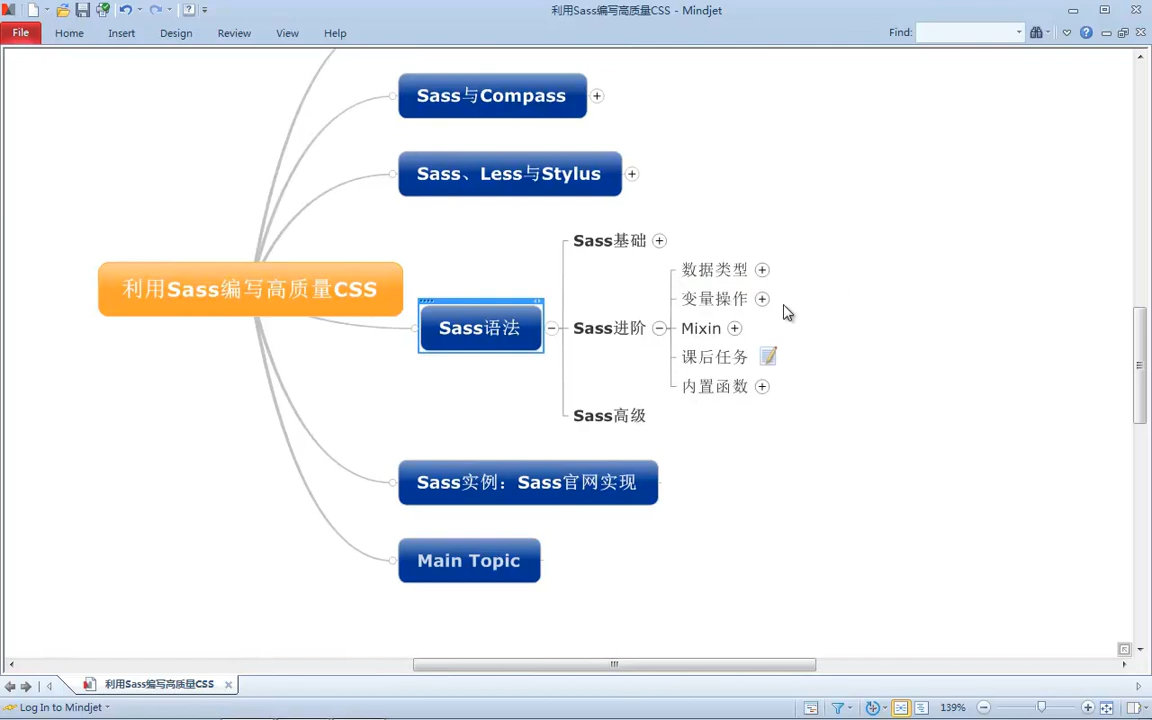 利用Sass编写高质量CSS - Mindjet
File Home Insert Design Review View Help Find:
Sass与Compass
Sass、Less与Stylus
Sass基础
数据类型
变量操作
利用Sass编写高质量CSS
Sass语法
Sass进阶
Mixin
课后任务
内置函数
Sass高级
Sass实例：Sass官网实现
Main Topic
利用Sass编写高质量CSS
Log In to Mindjet
139%